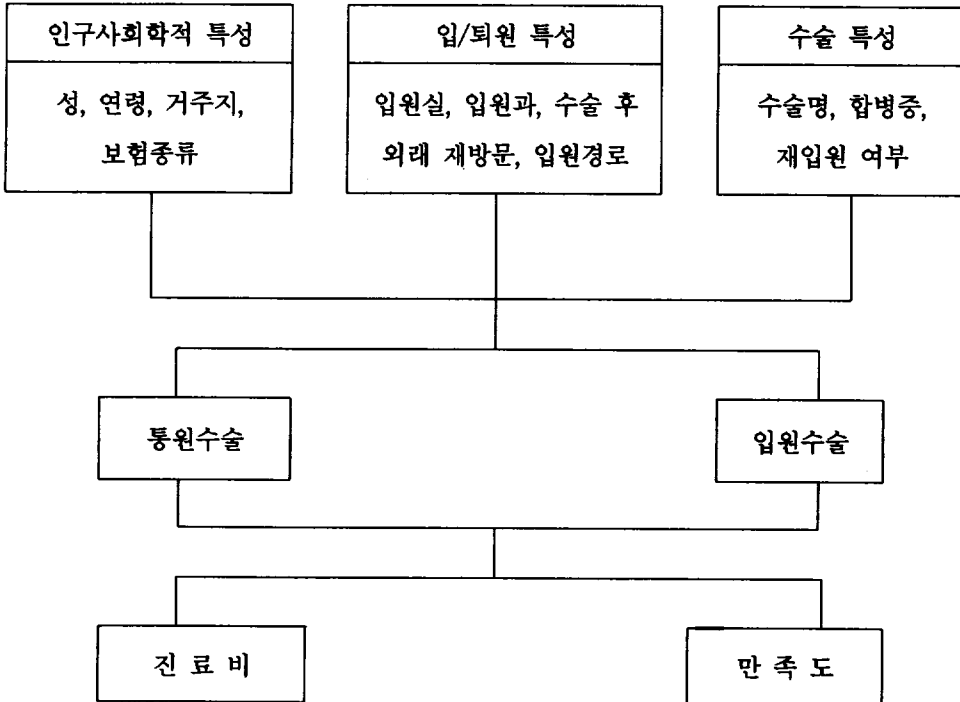 인구사회학적 특성
성, 연령, 거주지,
보험종류
입/퇴원 특성
입원실, 입원과, 수술 후
외래 재방문, 입원경로
수술 특성
수술명, 합병증,
재입원 여부
통원수술
입원수술
진 료 비
만 족 도